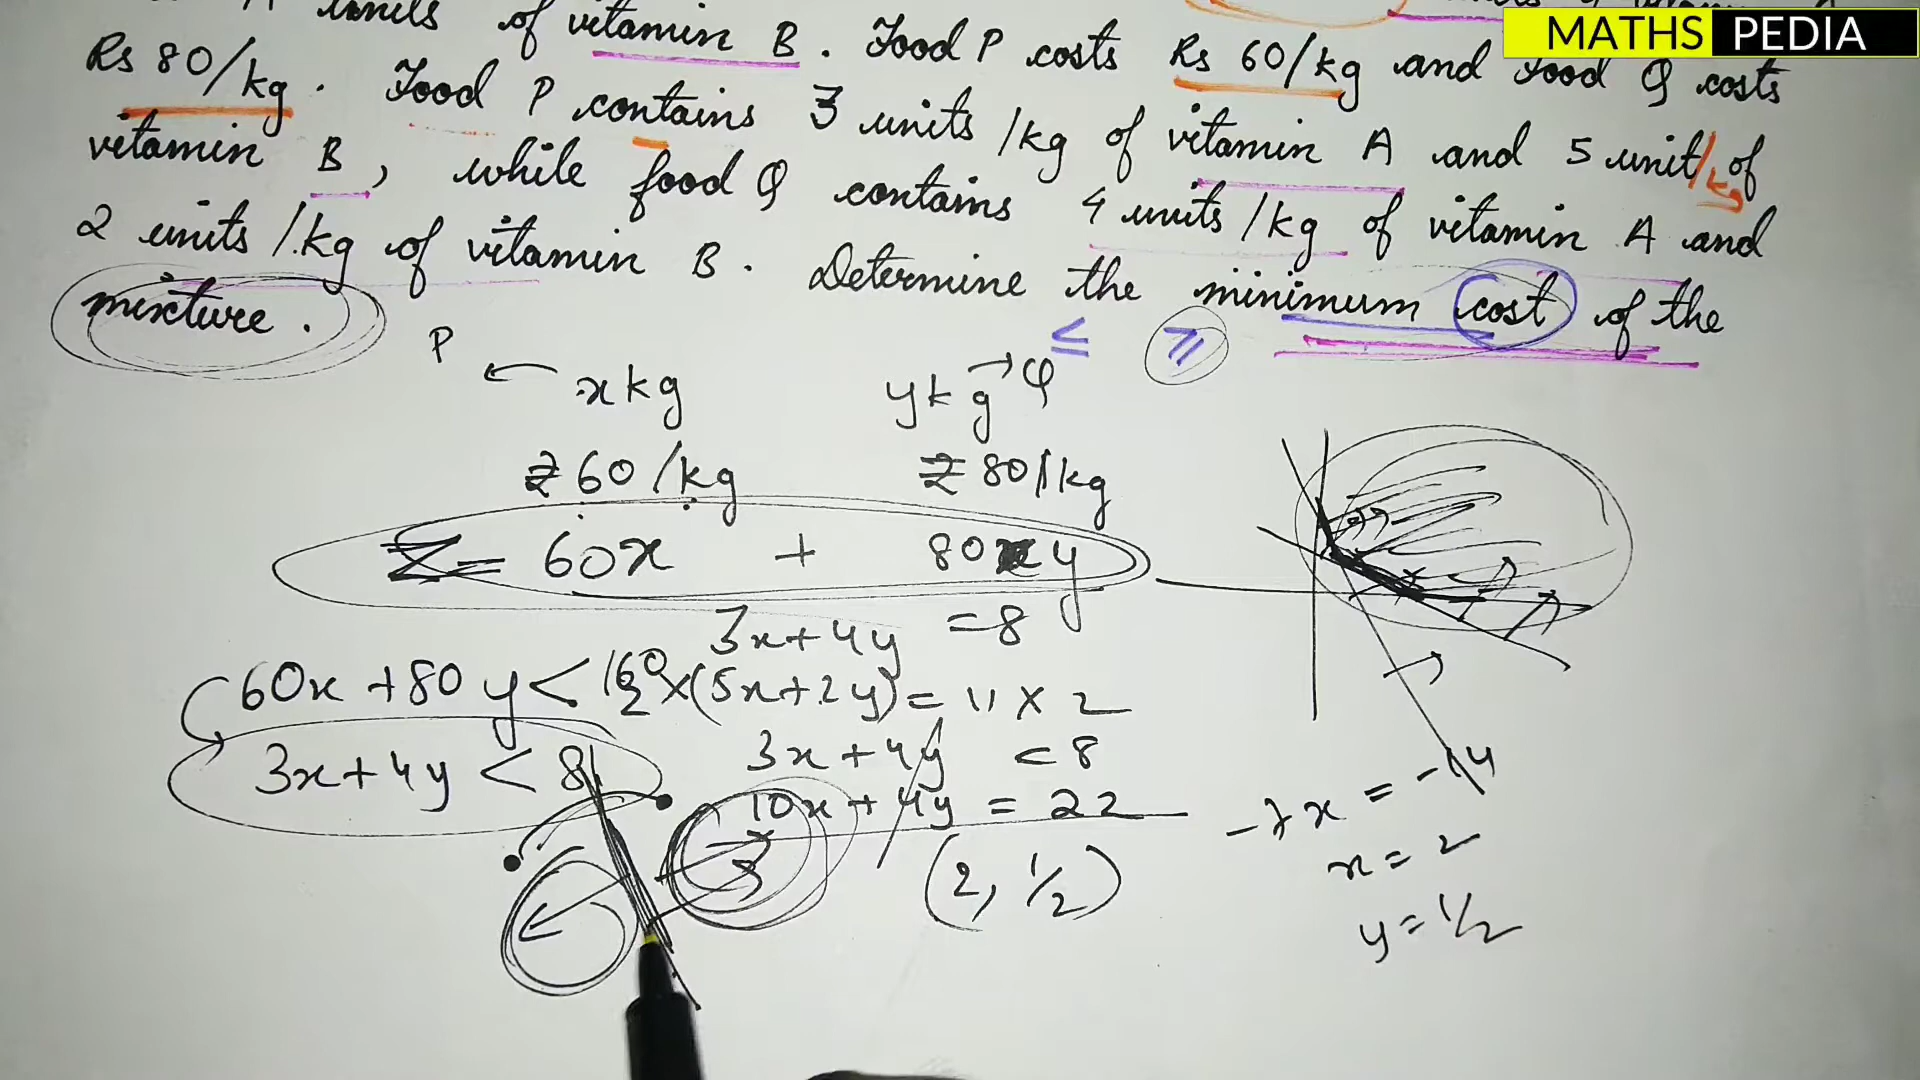 A units of vitamin B. Food P costs Rs 60/kg and Food Q costs
Rs 80/kg. Food P contains 3 units/kg of vitamin A and 5 unit/kg of
vitamin B, while food Q contains 4 units/kg of vitamin A and
2 units/kg of vitamin B. Determine the minimum cost of the
mixture.
MATHS PEDIA
≤ ≥
P ← x kg y kg → Q
₹ 60/kg ₹ 80/kg
Z = 60x + 80 y
3x+4y = 8
60x + 80y < 160
2×(5x+2y) = 11 × 2
3x+4y < 8
3x + 4y < 8
10x + 4y = 22
-7x = -14
x = 2
(2, 1/2)
y = 1/2